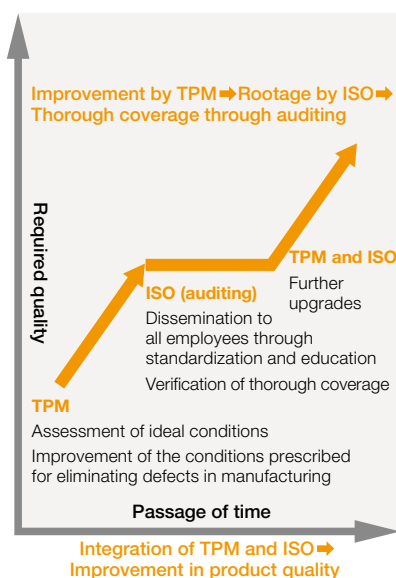 Improvement by TPM➡Rootage by ISO➡
Thorough coverage through auditing
Required quality
TPM and ISO
Further
upgrades
ISO (auditing)
Dissemination to
all employees through
standardization and education
Verification of thorough coverage
TPM
Assessment of ideal conditions
Improvement of the conditions prescribed
for eliminating defects in manufacturing
Passage of time
Integration of TPM and ISO➡
Improvement in product quality